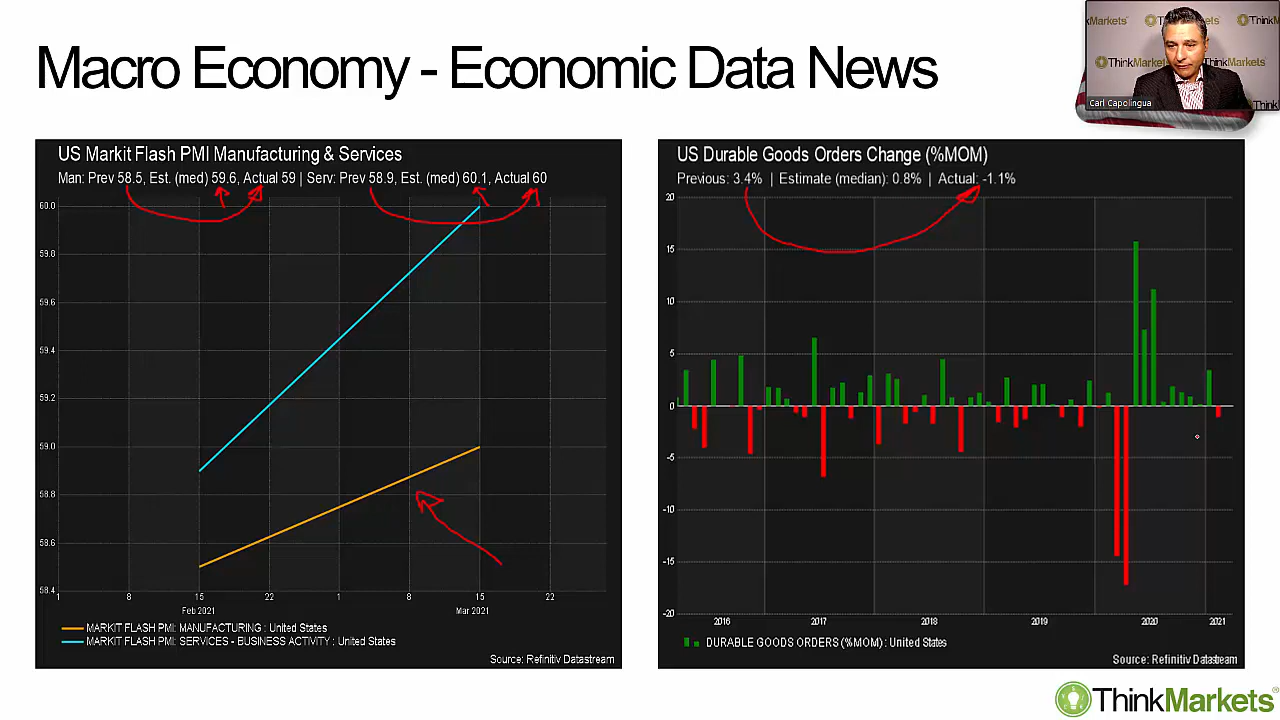 Macro Economy - Economic Data News
ThinkMarkets
ThinkMarkets
Think
ThinkMarkets
ThinkMarkets
Think
Carl Capolingua
US Markit Flash PMI Manufacturing & Services
Man: Prev 58.5, Est. (med) 59.6, Actual 59 | Serv: Prev 58.9, Est. (med) 60.1, Actual 60
60.0
59.8
59.6
59.4
59.2
59.0
58.8
58.6
58.4
1 8 15 22 1 8 15 22
Feb 2021 Mar 2021
MARKIT FLASH PMI: MANUFACTURING : United States
MARKIT FLASH PMI: SERVICES - BUSINESS ACTIVITY : United States
Source: Refinitiv Datastream
US Durable Goods Orders Change (%MOM)
Previous: 3.4% | Estimate (median): 0.8% | Actual: -1.1%
20
15
10
5
0
-5
-10
-15
-20
2016 2017 2018 2019 2020 2021
DURABLE GOODS ORDERS (%MOM) : United States
Source: Refinitiv Datastream
ThinkMarkets®